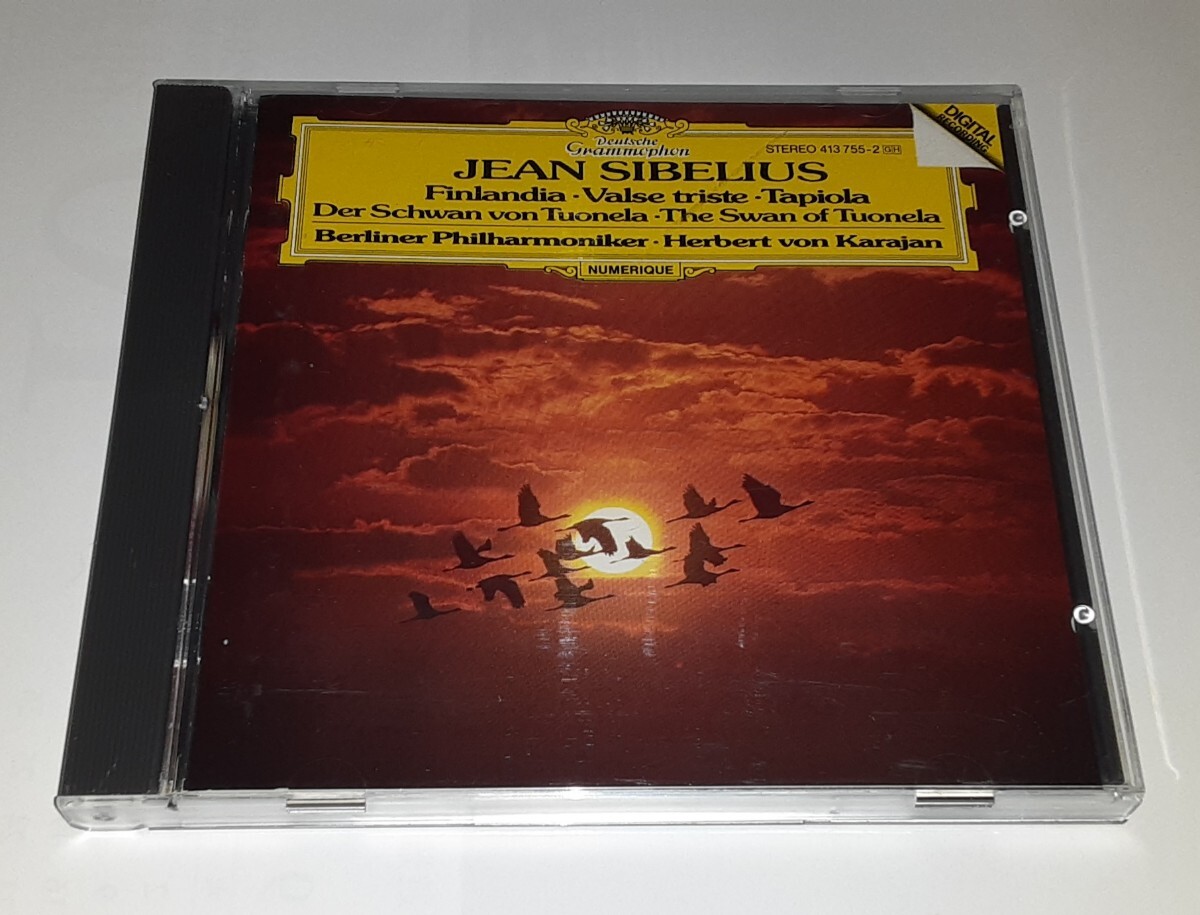 DIGITAL
RECORDING
Deutsche
Grammophon
STEREO 413 755-2 GH
JEAN SIBELIUS
Finlandia · Valse triste · Tapiola
Der Schwan von Tuonela · The Swan of Tuonela
Berliner Philharmoniker · Herbert von Karajan
NUMERIQUE